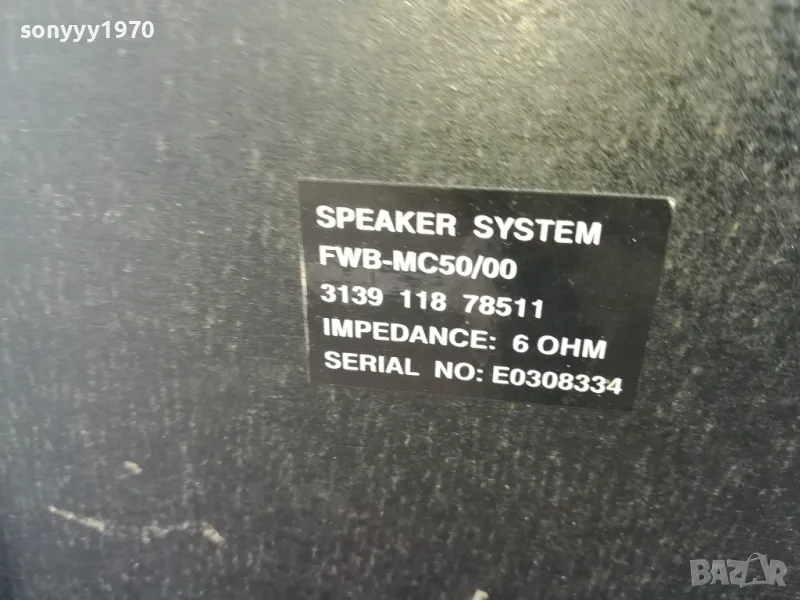 sonyyy1970
SPEAKER SYSTEM
FWB-MC50/00
3139 118 78511
IMPEDANCE: 6 OHM
SERIAL NO: E0308334
BAZAR